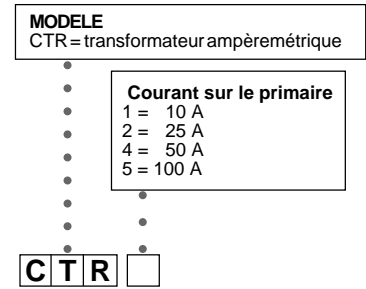 MODELE
CTR = transformateur ampèremétrique
Courant sur le primaire
1 = 10 A
2 = 25 A
4 = 50 A
5 = 100 A
C T R